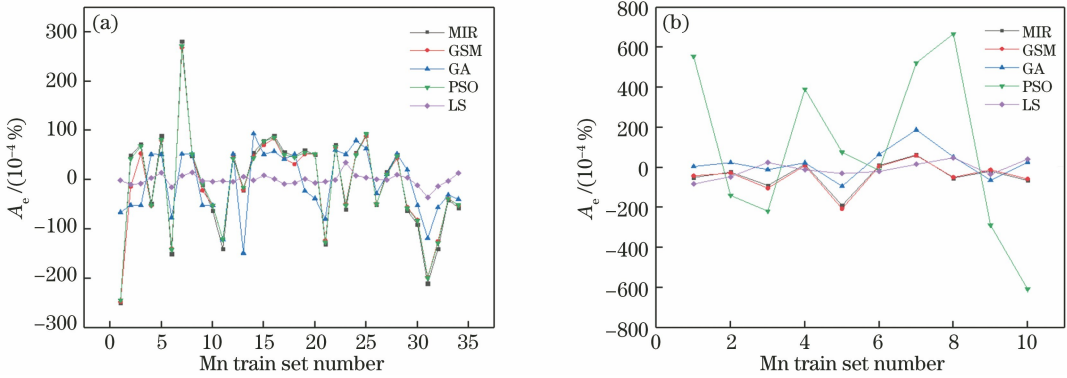 (a)
MIR
GSM
GA
PSO
LS
300
200
100
0
−100
−200
−300
Ae /(10−4 %)
0 5 10 15 20 25 30 35
Mn train set number
(b)
MIR
GSM
GA
PSO
LS
800
600
400
200
0
−200
−400
−600
−800
Ae /(10−4 %)
0 2 4 6 8 10
Mn train set number